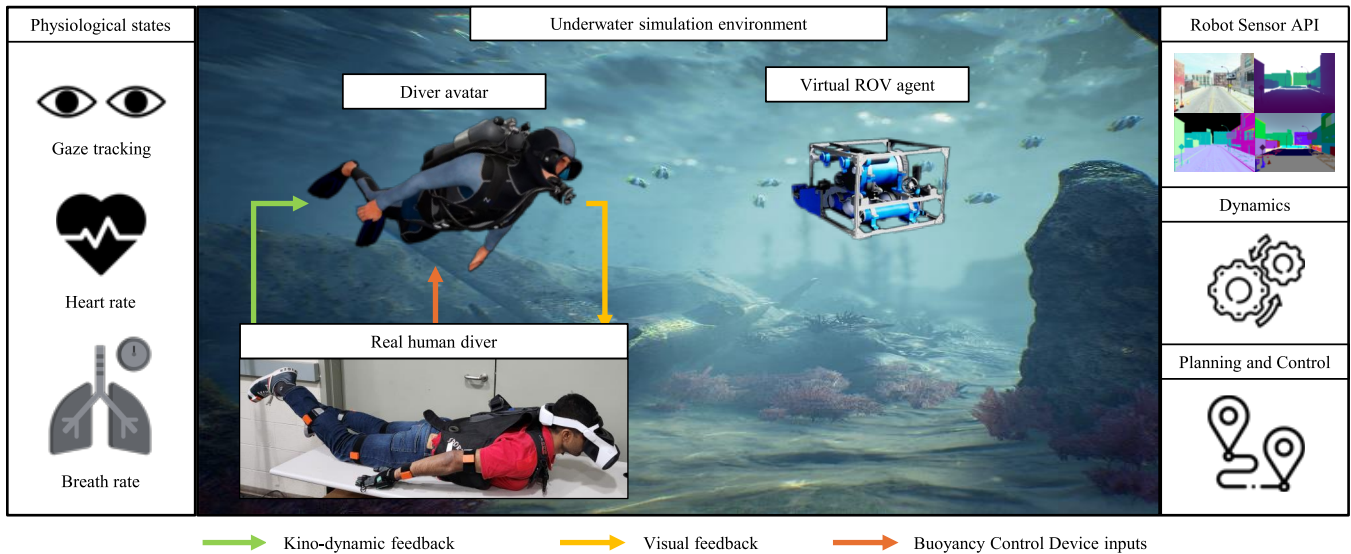 Physiological states
Gaze tracking
Heart rate
Breath rate
Underwater simulation environment
Diver avatar
Virtual ROV agent
Real human diver
Robot Sensor API
Dynamics
Planning and Control
Kino-dynamic feedback
Visual feedback
Buoyancy Control Device inputs